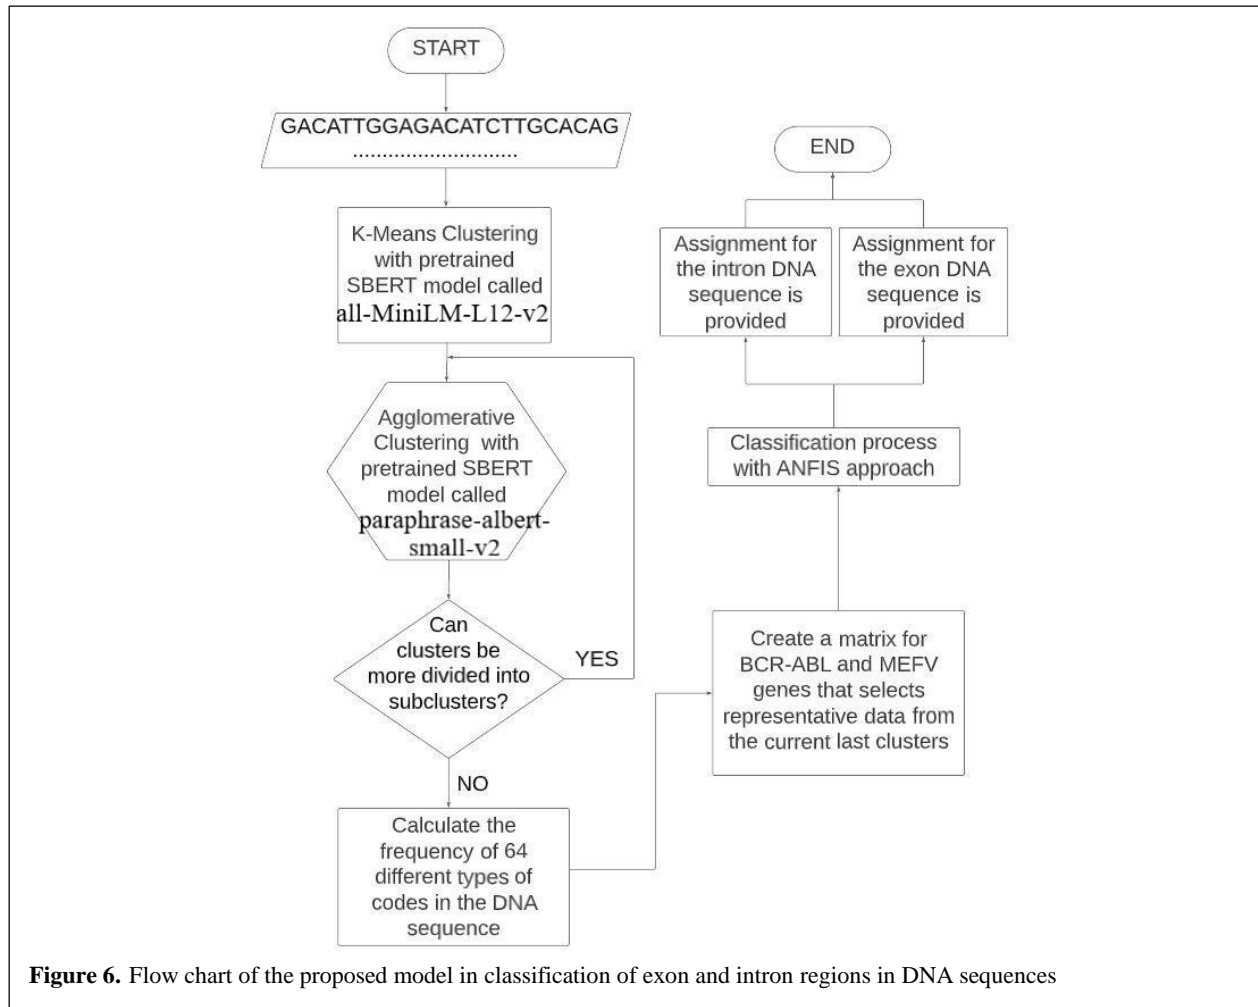 START
GACATTGGAGACATCTTGCACAG
............................
K-Means Clustering
with pretrained
SBERT model called
all-MiniLM-L12-v2
Agglomerative
Clustering with
pretrained SBERT
model called
paraphrase-albert-
small-v2
Can
clusters be
more divided into
subclusters?
YES
NO
Calculate the
frequency of 64
different types of
codes in the DNA
sequence
Create a matrix for
BCR-ABL and MEFV
genes that selects
representative data from
the current last clusters
Classification process
with ANFIS approach
Assignment for
the intron DNA
sequence is
provided
Assignment for
the exon DNA
sequence is
provided
END
Figure 6. Flow chart of the proposed model in classification of exon and intron regions in DNA sequences